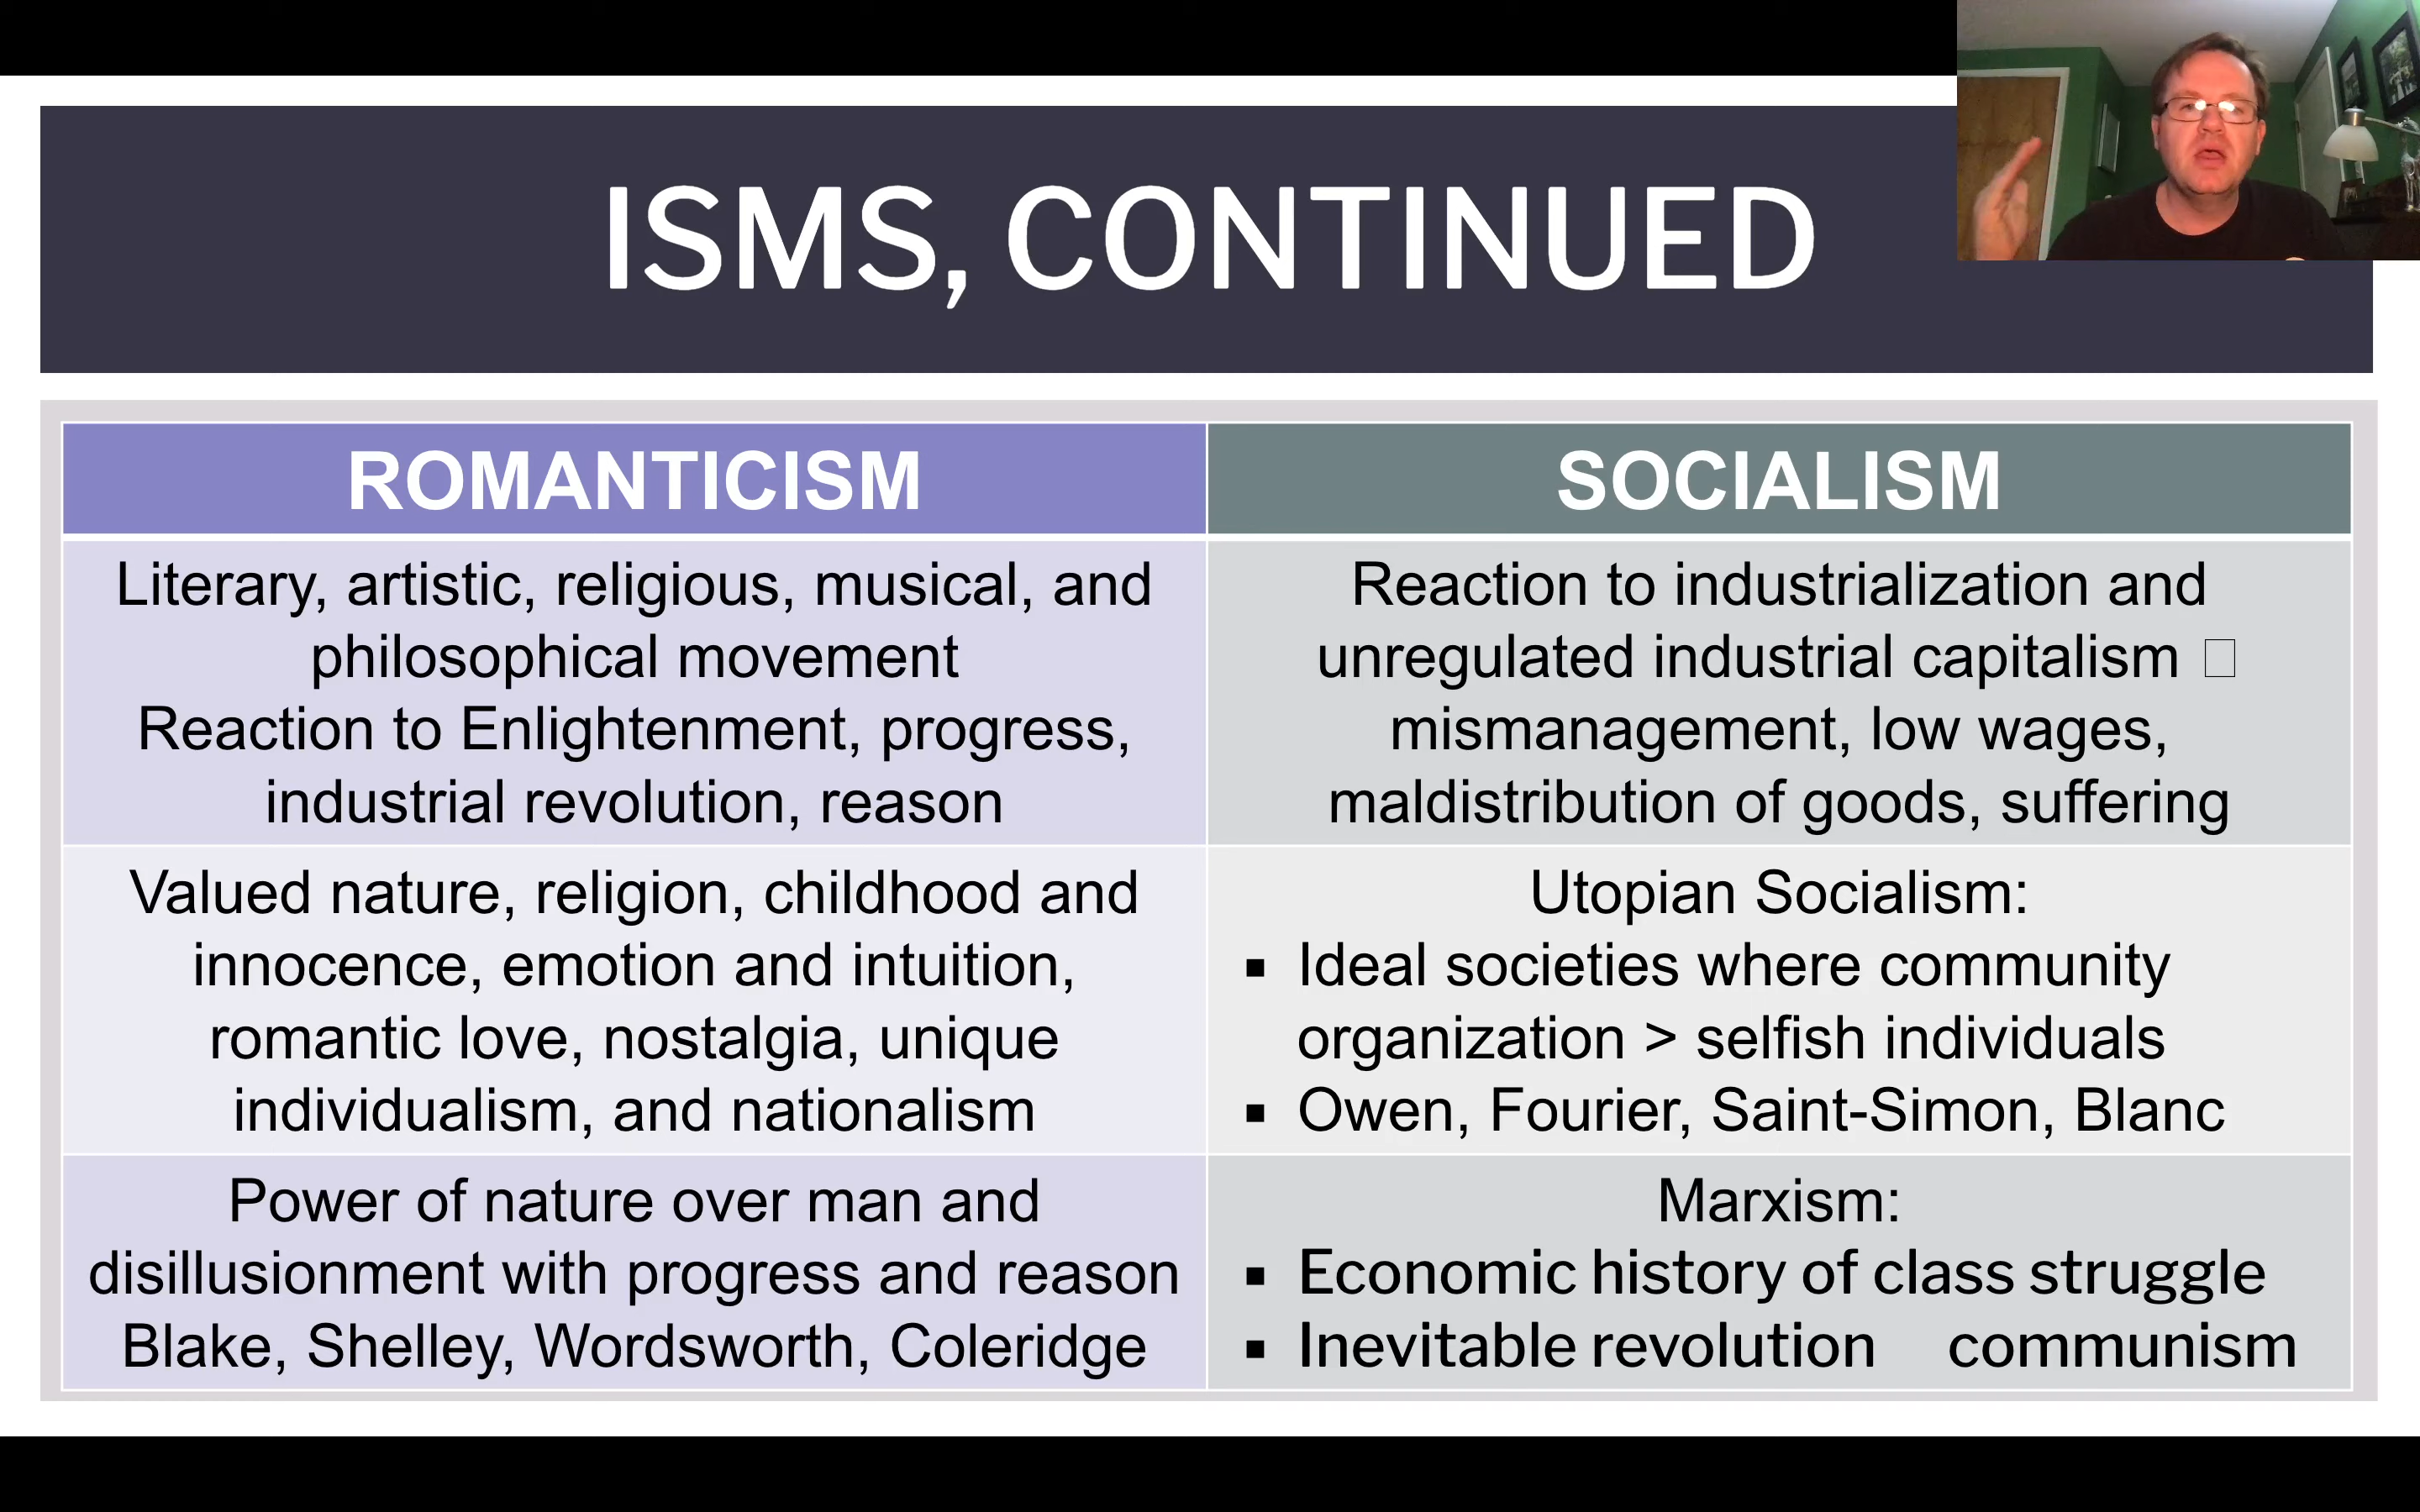 ISMS, CONTINUED
ROMANTICISM
Literary, artistic, religious, musical, and
philosophical movement
Reaction to Enlightenment, progress,
industrial revolution, reason
Valued nature, religion, childhood and
innocence, emotion and intuition,
romantic love, nostalgia, unique
individualism, and nationalism
Power of nature over man and
disillusionment with progress and reason
Blake, Shelley, Wordsworth, Coleridge
SOCIALISM
Reaction to industrialization and
unregulated industrial capitalism □
mismanagement, low wages,
maldistribution of goods, suffering
Utopian Socialism:
▪ Ideal societies where community
organization > selfish individuals
▪ Owen, Fourier, Saint-Simon, Blanc
Marxism:
▪ Economic history of class struggle
▪ Inevitable revolution communism